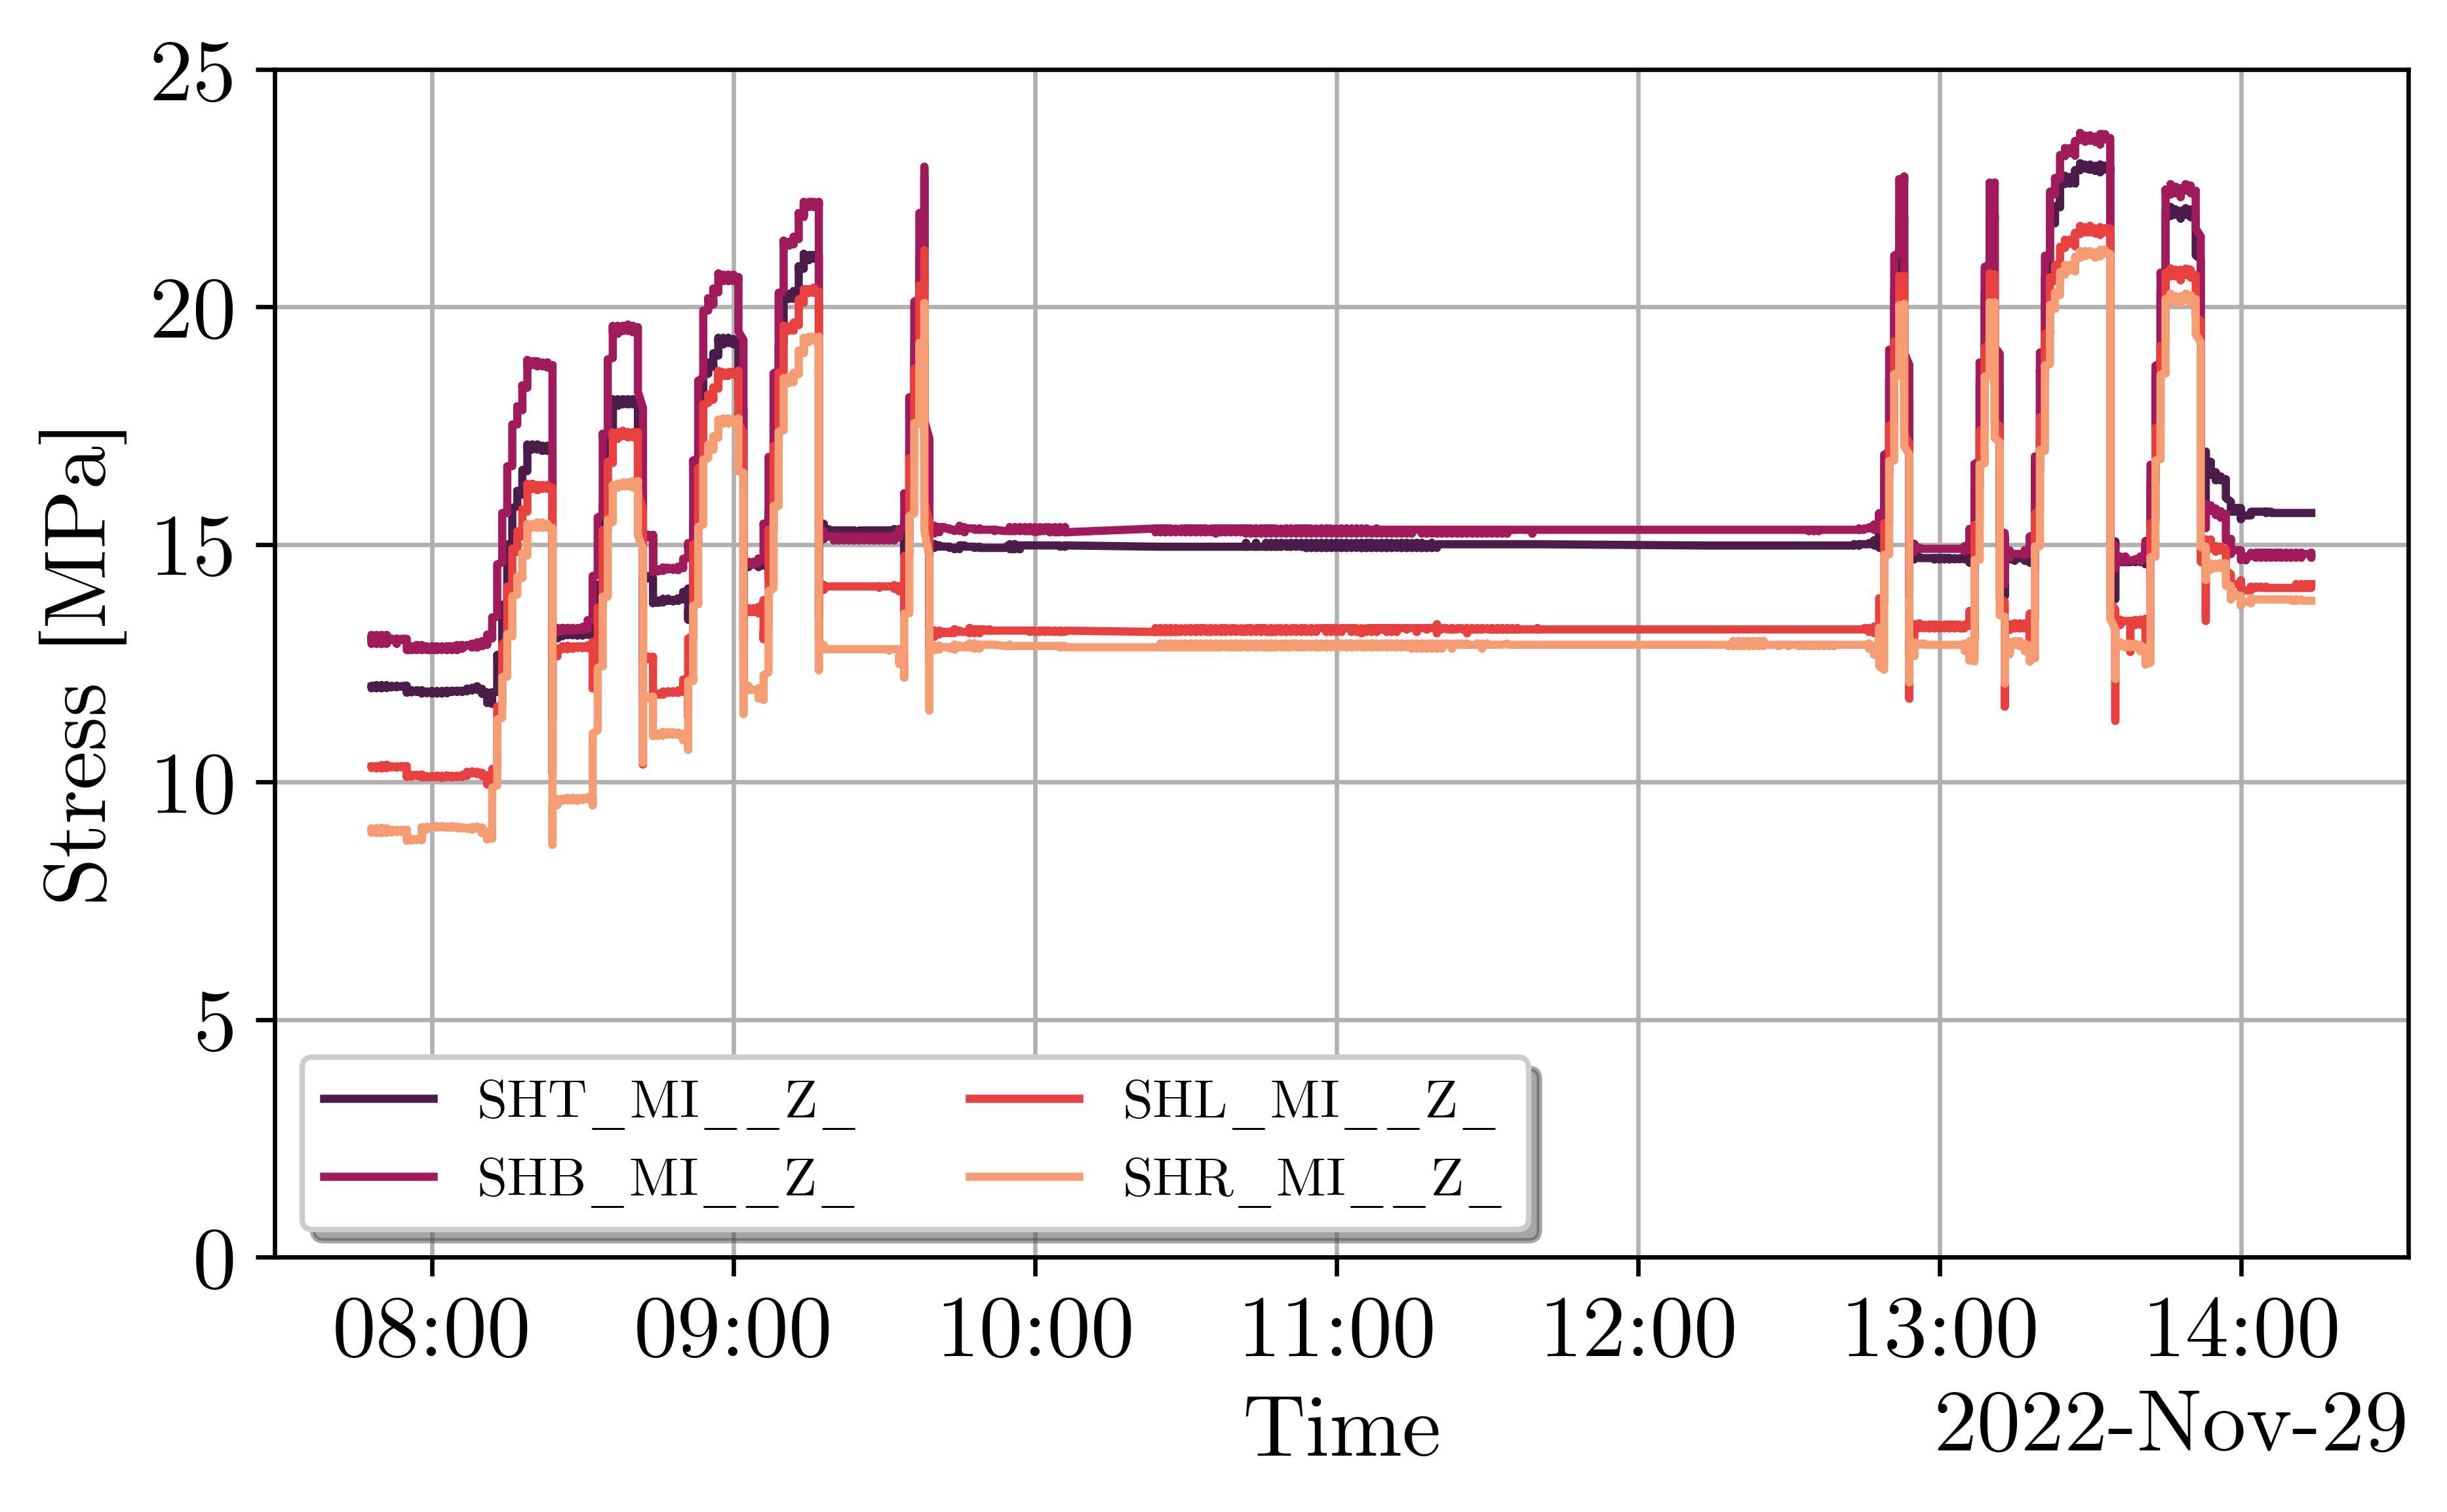 25
20
15
10
5
0
Stress [MPa]
SHT_MI__Z_
SHB_MI__Z_
SHL_MI__Z_
SHR_MI__Z_
08:00 09:00 10:00 11:00 12:00 13:00 14:00
Time
2022-Nov-29